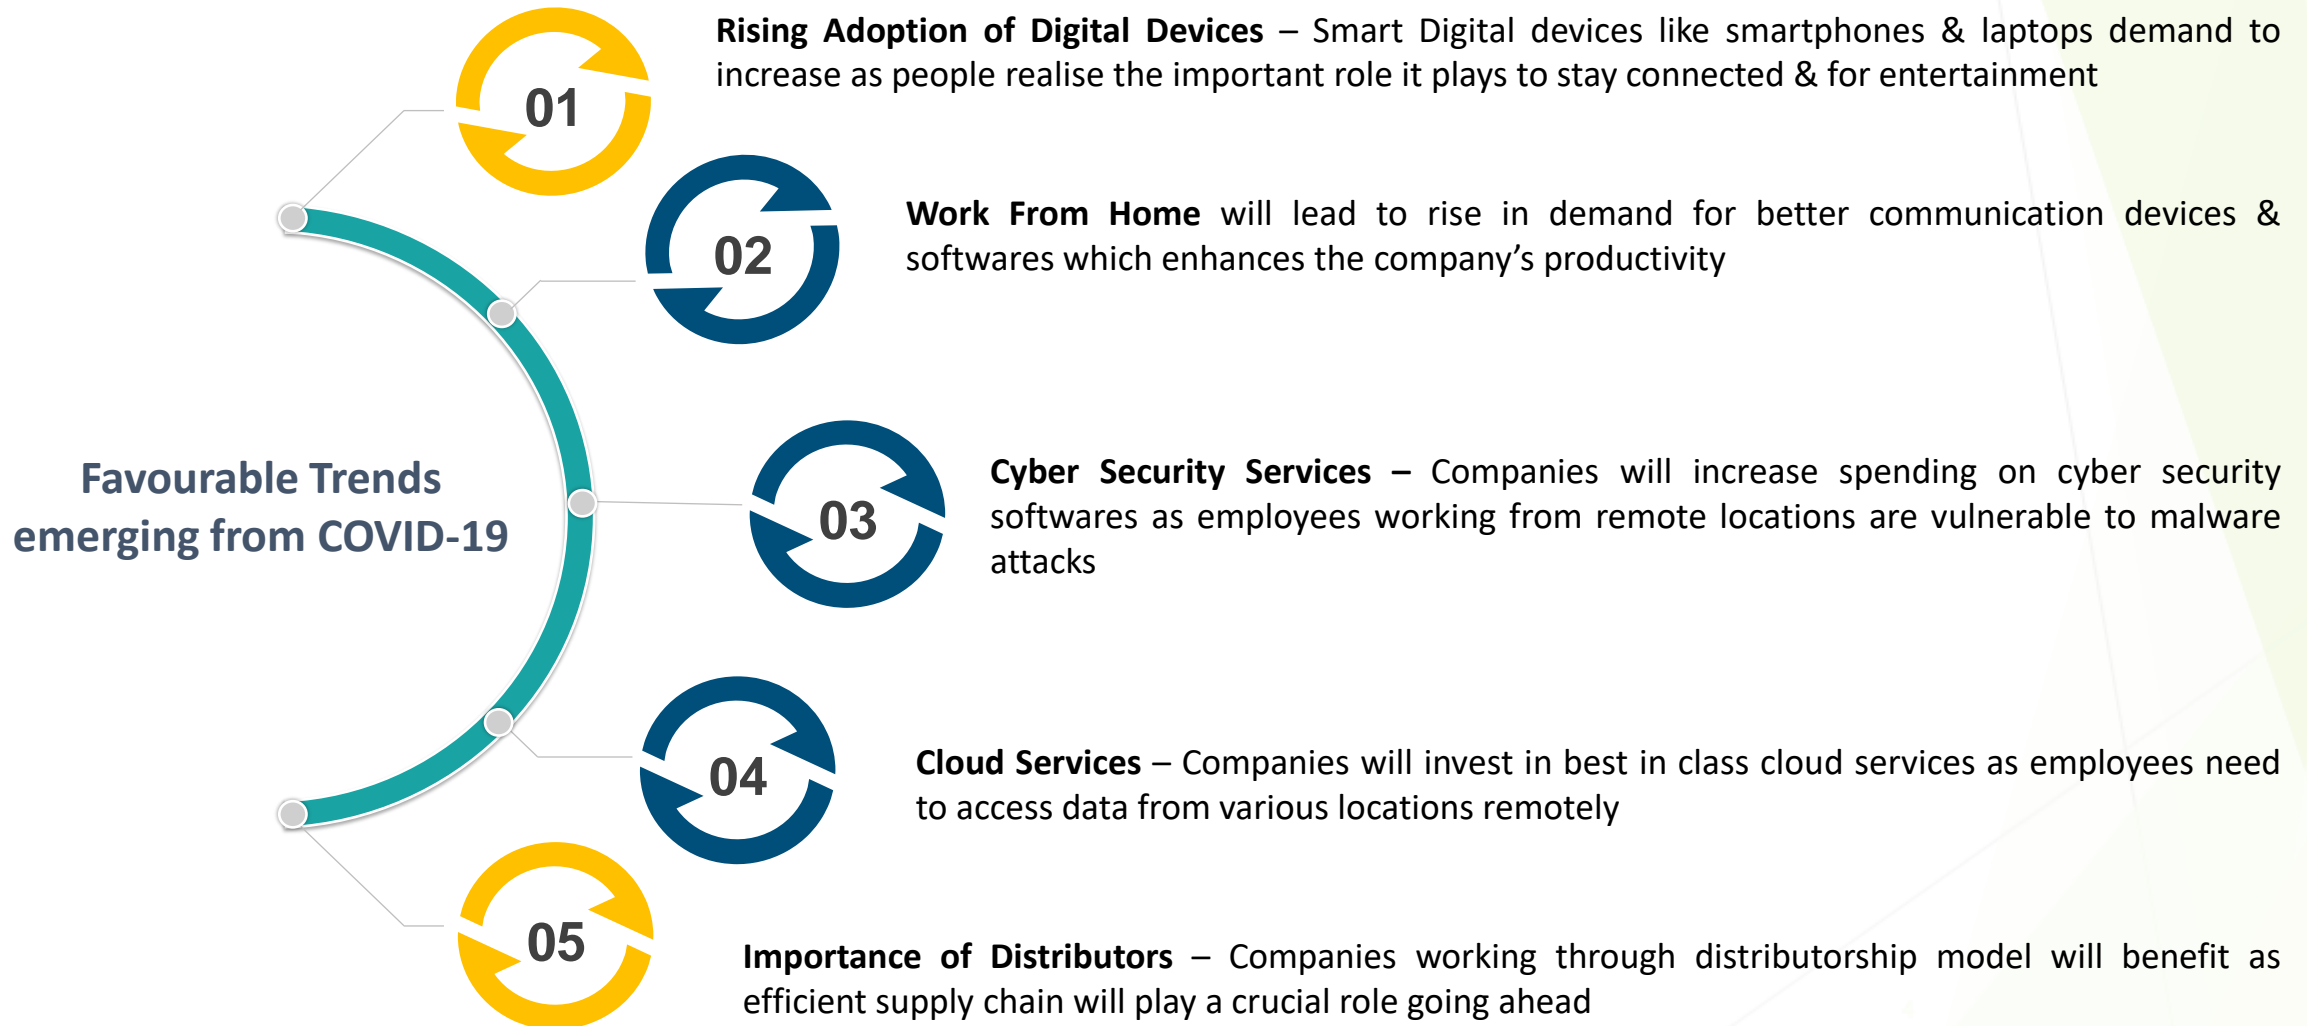 01
Rising Adoption of Digital Devices – Smart Digital devices like smartphones & laptops demand to
increase as people realise the important role it plays to stay connected & for entertainment
02
Work From Home will lead to rise in demand for better communication devices &
softwares which enhances the company’s productivity
Favourable Trends
emerging from COVID-19
03
Cyber Security Services – Companies will increase spending on cyber security
softwares as employees working from remote locations are vulnerable to malware
attacks
04
Cloud Services – Companies will invest in best in class cloud services as employees need
to access data from various locations remotely
05
Importance of Distributors – Companies working through distributorship model will benefit as
efficient supply chain will play a crucial role going ahead